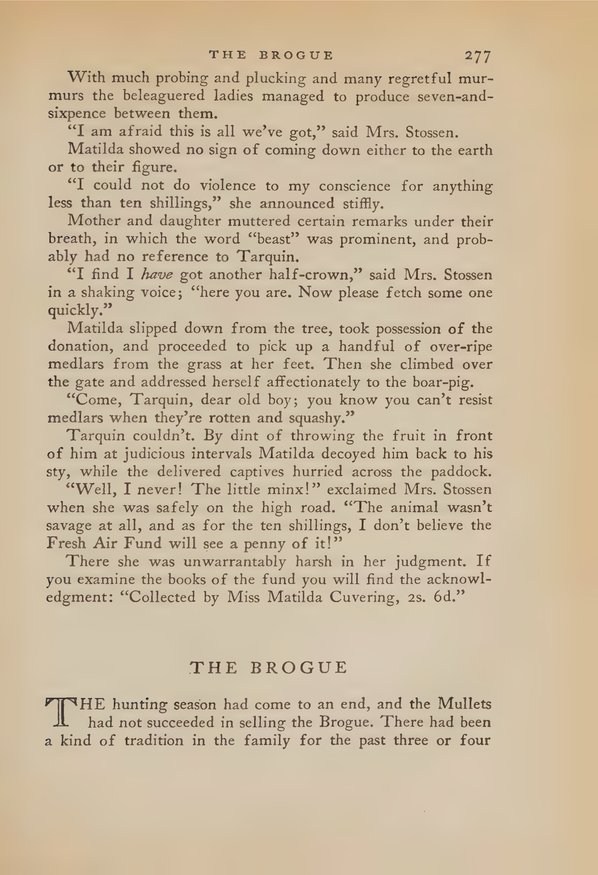 THE BROGUE 277
With much probing and plucking and many regretful mur-
murs the beleaguered ladies managed to produce seven-and-
sixpence between them.
“I am afraid this is all we’ve got,” said Mrs. Stossen.
Matilda showed no sign of coming down either to the earth
or to their figure.
“I could not do violence to my conscience for anything
less than ten shillings,” she announced stiffly.
Mother and daughter muttered certain remarks under their
breath, in which the word “beast” was prominent, and prob-
ably had no reference to Tarquin.
“I find I have got another half-crown,” said Mrs. Stossen
in a shaking voice; “here you are. Now please fetch some one
quickly.”
Matilda slipped down from the tree, took possession of the
donation, and proceeded to pick up a handful of over-ripe
medlars from the grass at her feet. Then she climbed over
the gate and addressed herself affectionately to the boar-pig.
“Come, Tarquin, dear old boy; you know you can’t resist
medlars when they’re rotten and squashy.”
Tarquin couldn’t. By dint of throwing the fruit in front
of him at judicious intervals Matilda decoyed him back to his
sty, while the delivered captives hurried across the paddock.
“Well, I never! The little minx!” exclaimed Mrs. Stossen
when she was safely on the high road. “The animal wasn’t
savage at all, and as for the ten shillings, I don’t believe the
Fresh Air Fund will see a penny of it!”
There she was unwarrantably harsh in her judgment. If
you examine the books of the fund you will find the acknowl-
edgment: “Collected by Miss Matilda Cuvering, 2s. 6d.”
THE BROGUE
THE hunting season had come to an end, and the Mullets
had not succeeded in selling the Brogue. There had been
a kind of tradition in the family for the past three or four